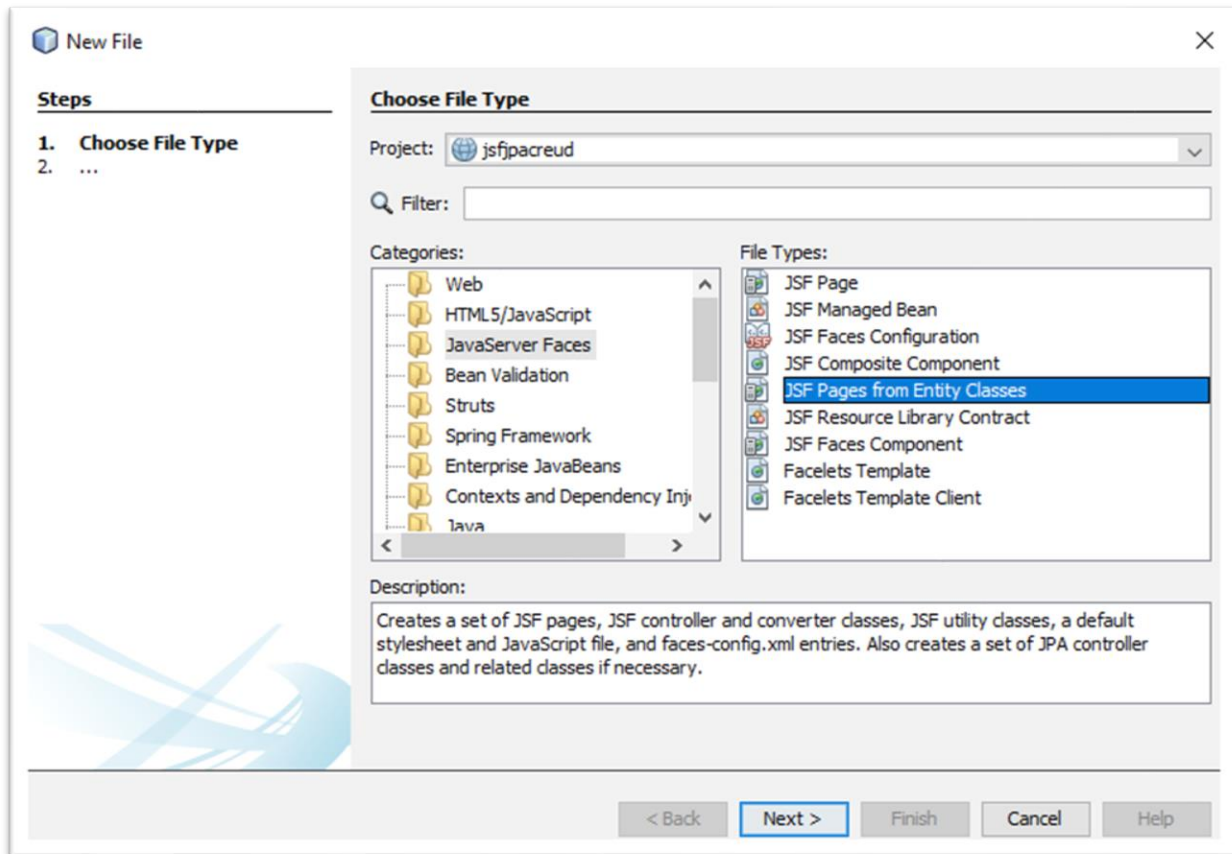 New File
Steps
1. Choose File Type
2. ...
Choose File Type
Project: jsfjpacreud
Filter:
Categories:
Web
HTML5/JavaScript
JavaServer Faces
Bean Validation
Struts
Spring Framework
Enterprise JavaBeans
Contexts and Dependency Inj
Java
File Types:
JSF Page
JSF Managed Bean
JSF Faces Configuration
JSF Composite Component
JSF Pages from Entity Classes
JSF Resource Library Contract
JSF Faces Component
Facelets Template
Facelets Template Client
Description:
Creates a set of JSF pages, JSF controller and converter classes, JSF utility classes, a default
stylesheet and JavaScript file, and faces-config.xml entries. Also creates a set of JPA controller
classes and related classes if necessary.
< Back Next > Finish Cancel Help